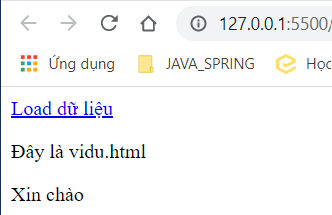 127.0.0.1:5500/
Ứng dụng JAVA_SPRING Học
Load dữ liệu
Đây là vidu.html
Xin chào